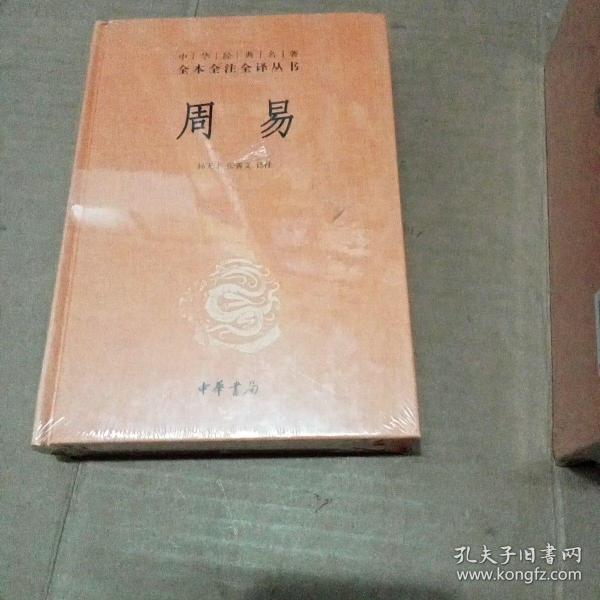 中华经典名著
全本全注全译丛书
周易
杨天才 张善文 译注
中华书局
孔夫子旧书网
www.kongfz.com